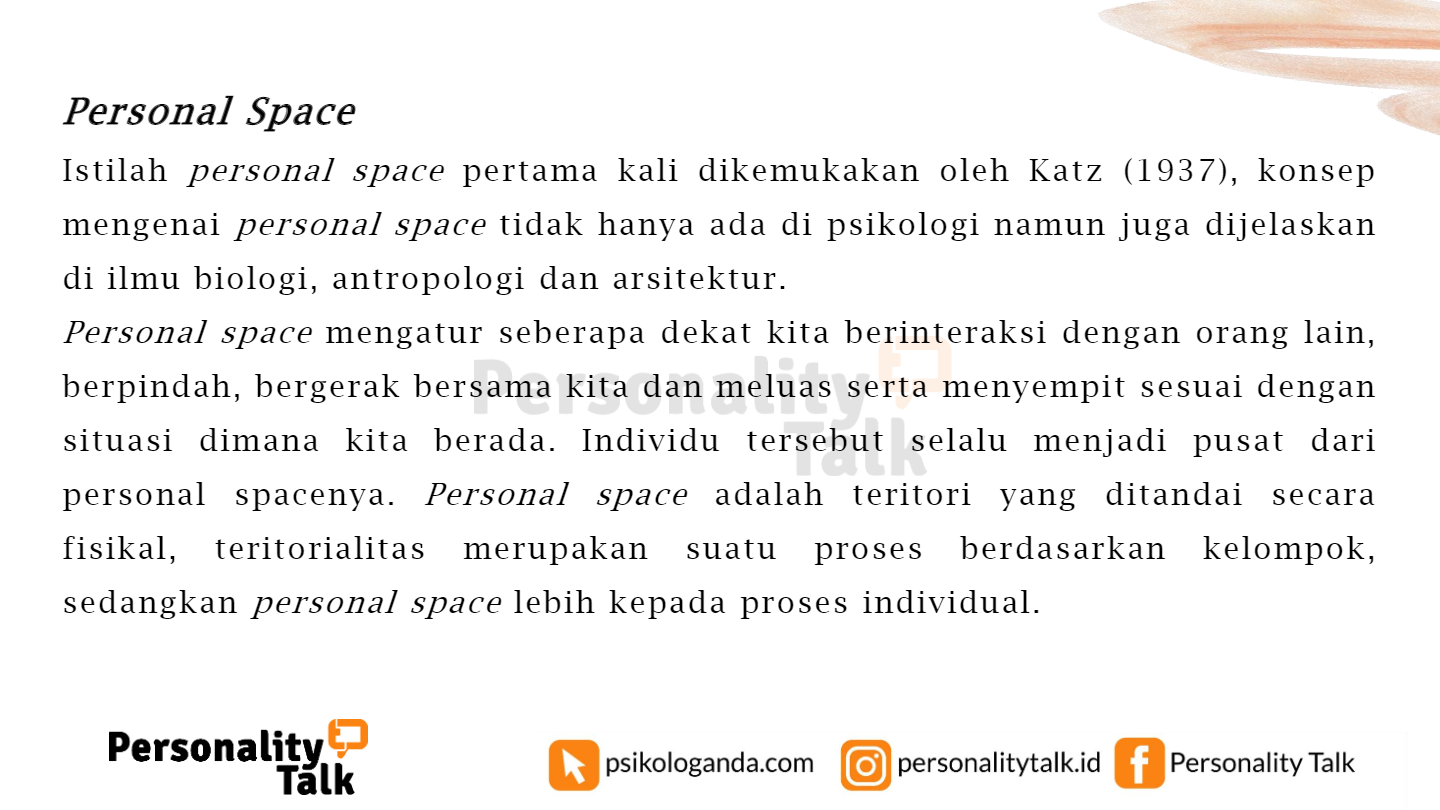 Personal Space
Istilah personal space pertama kali dikemukakan oleh Katz (1937), konsep
mengenai personal space tidak hanya ada di psikologi namun juga dijelaskan
di ilmu biologi, antropologi dan arsitektur.
Personal space mengatur seberapa dekat kita berinteraksi dengan orang lain,
berpindah, bergerak bersama kita dan meluas serta menyempit sesuai dengan
situasi dimana kita berada. Individu tersebut selalu menjadi pusat dari
personal spacenya. Personal space adalah teritori yang ditandai secara
fisikal, teritorialitas merupakan suatu proses berdasarkan kelompok,
sedangkan personal space lebih kepada proses individual.
Personality
Talk
Personality
Talk
psikologanda.com
personalitytalk.id
Personality Talk